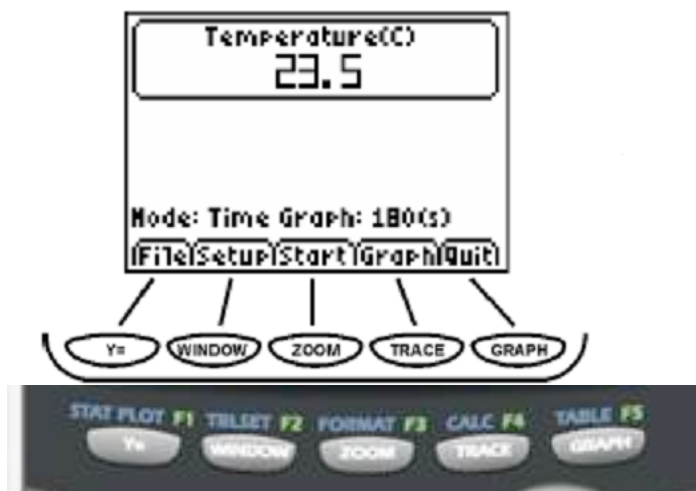 Temperature(C)
23.5
Mode: Time Graph: 180(s)
File Setup Start Graph Quit
Y= WINDOW ZOOM TRACE GRAPH
STAT PLOT F1 TBLSET F2 FORMAT F3 CALC F4 TABLE F5
Y= WINDOW ZOOM TRACE GRAPH